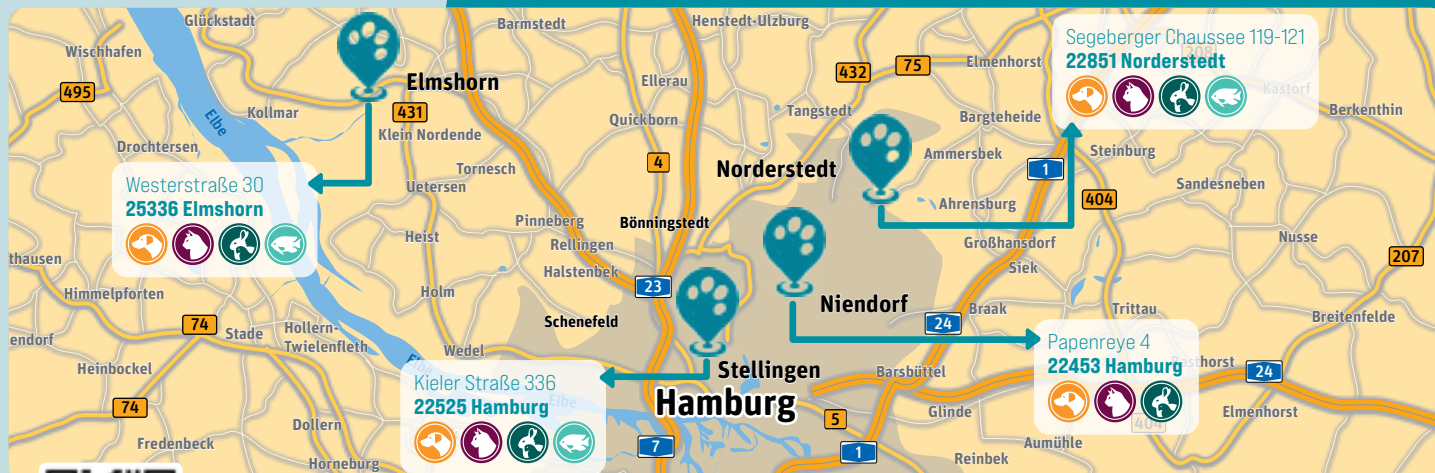 Glückstadt
Barmstedt
Henstedt-Ulzburg
Wischhafen
Segeberger Chaussee 119-121
22851 Norderstedt
208
Elmenhorst
75
432
Ellerau
Elmshorn
495
Kastorf
Kollmar
431
Tangstedt
Berkenthin
Elbe
Quickborn
Bargteheide
Klein Nordende
Drochtersen
4
Ammersbek
Steinburg
Tornesch
Norderstedt
1
Westerstraße 30
25336 Elmshorn
Uetersen
Sandesneben
404
Ahrensburg
Pinneberg
Bönningstedt
Heist
Rellingen
Großhansdorf
Nusse
thausen
207
Halstenbek
Siek
23
Himmelpforten
Holm
Niendorf
Braak
Trittau
Schenefeld
74
Stade
Hollern-
Twielenfleth
24
Breitenfelde
endorf
Papenreye 4
22453 Hamburg
Wedel
Elbe
Heinbockel
Stellingen
Barsbüttel
Basthorst
24
Kieler Straße 336
22525 Hamburg
Elbe
Hamburg
74
5
Glinde
Elmenhorst
404
Dollern
Fredenbeck
7
1
Aumühle
Horneburg
Reinbek